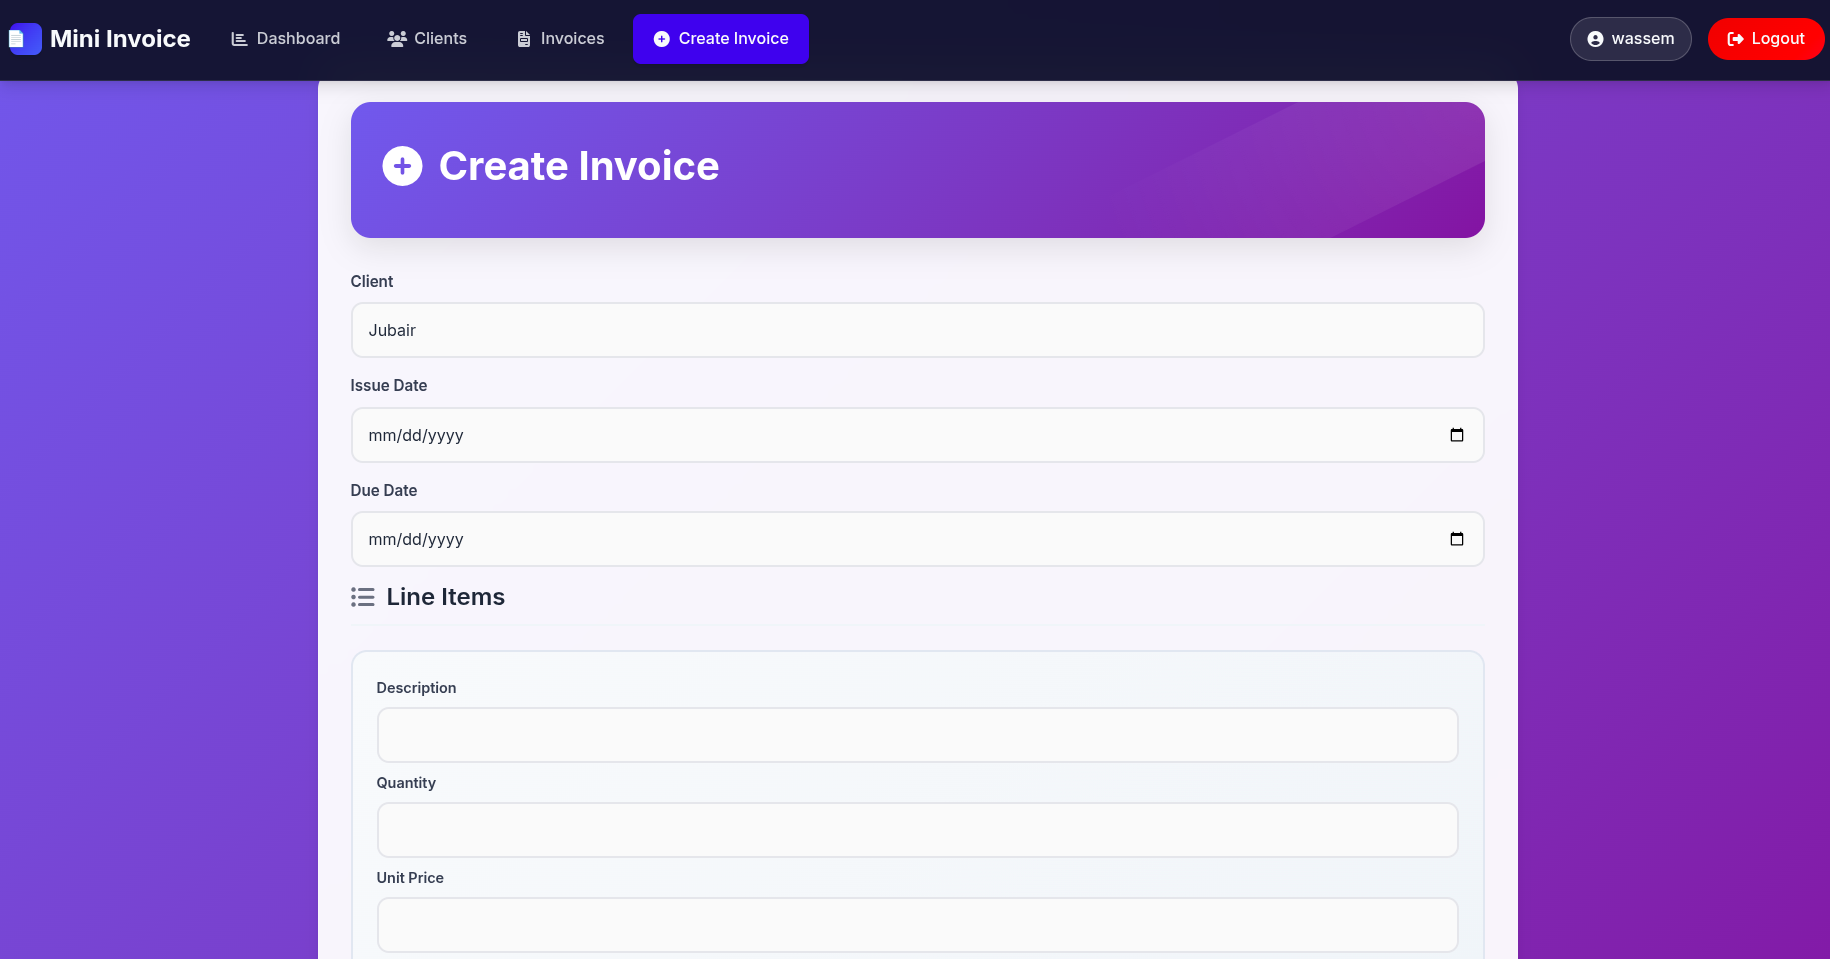 Mini Invoice Dashboard Clients Invoices Create Invoice wassem Logout
Create Invoice
Client
Jubair
Issue Date
mm/dd/yyyy
Due Date
mm/dd/yyyy
Line Items
Description
Quantity
Unit Price